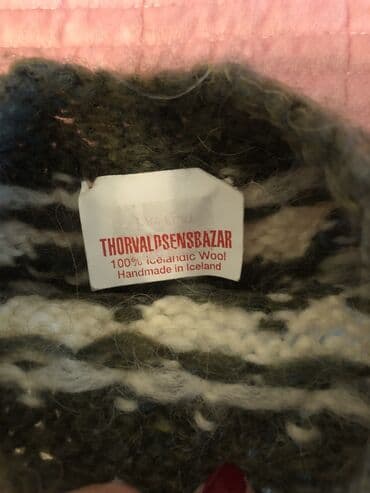 THORVALDSENSBAZAR
100% Icelandic Wool
Handmade in Iceland